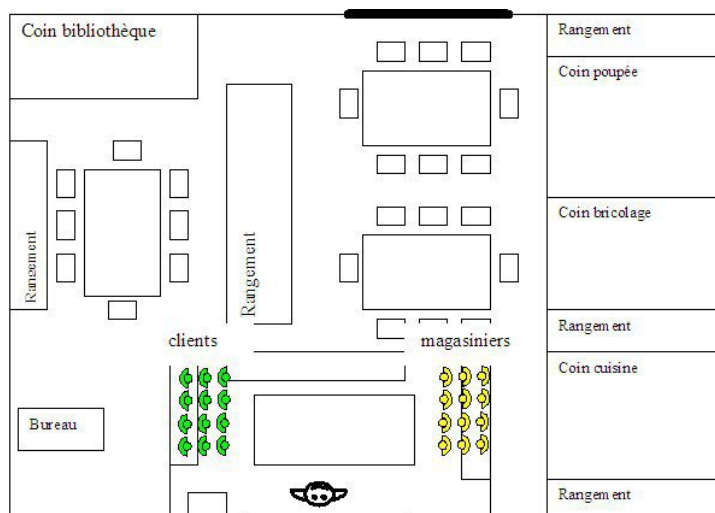 Coin bibliothèque
Rangement
Coin poupée
Coin bricolage
Rangement
Rangement
Rangement
clients
magasiniers
Coin cuisine
Bureau
Rangement